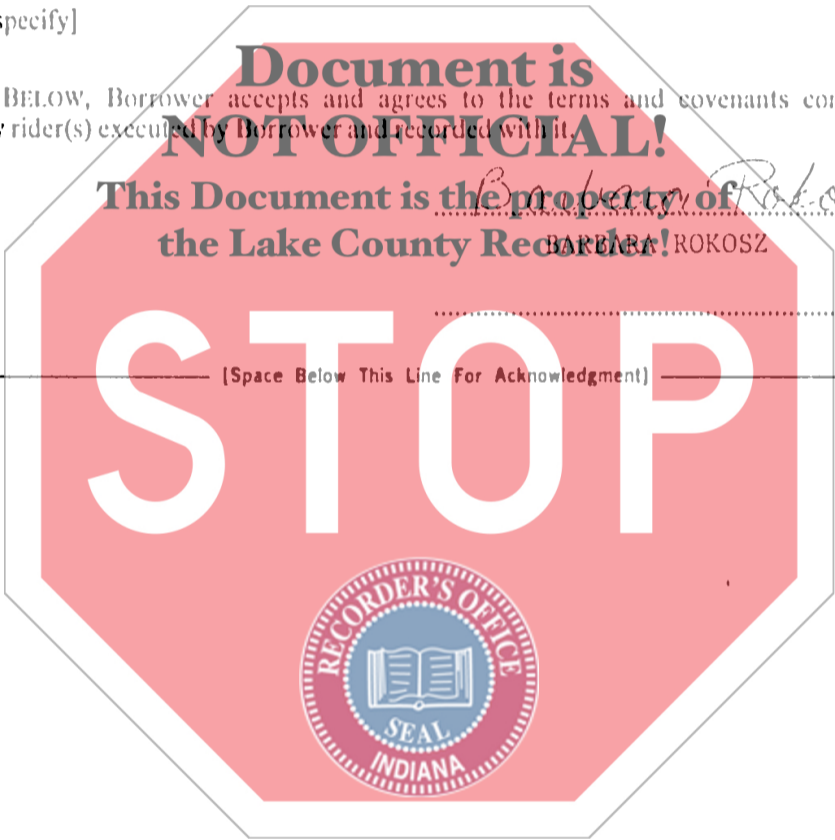 specify]
Document is
BELOW, Borrower accepts and agrees to the terms and covenants con
rider(s) executed by Borrower and recorded with it.
NOT OFFICIAL!
This Document is the property of
Barbara Roko
the Lake County Recorder!
BARBARA ROKOSZ
[Space Below This Line For Acknowledgment]
STOP
RECORDER'S OFFICE
SEAL
INDIANA